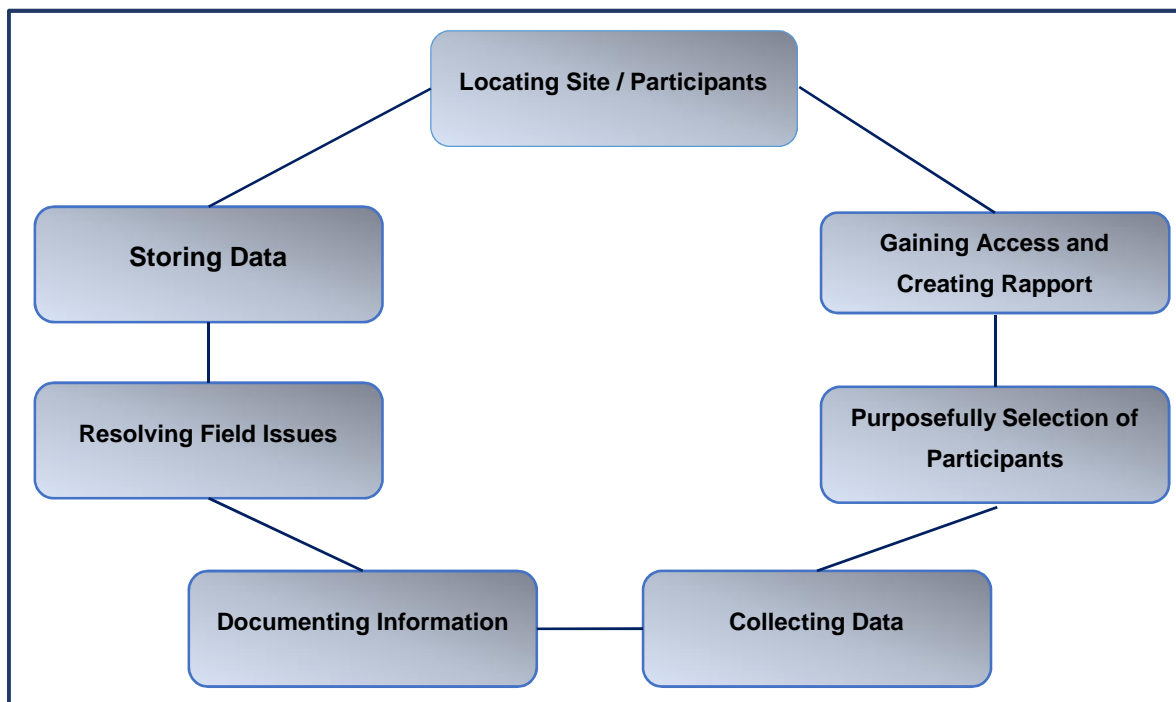 Locating Site / Participants
Storing Data
Gaining Access and
Creating Rapport
Resolving Field Issues
Purposefully Selection of
Participants
Documenting Information
Collecting Data